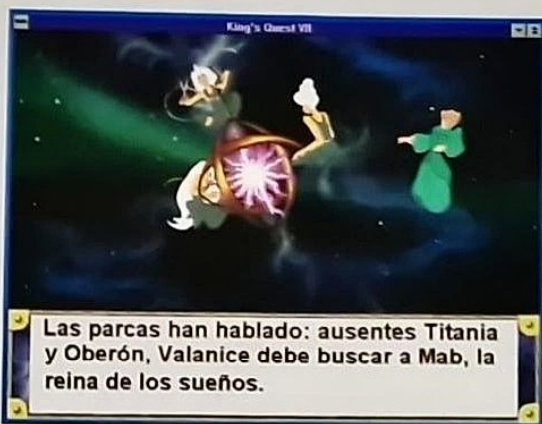 King's Quest VII
Las parcas han hablado: ausentes Titania
y Oberón, Valanice debe buscar a Mab, la
reina de los sueños.